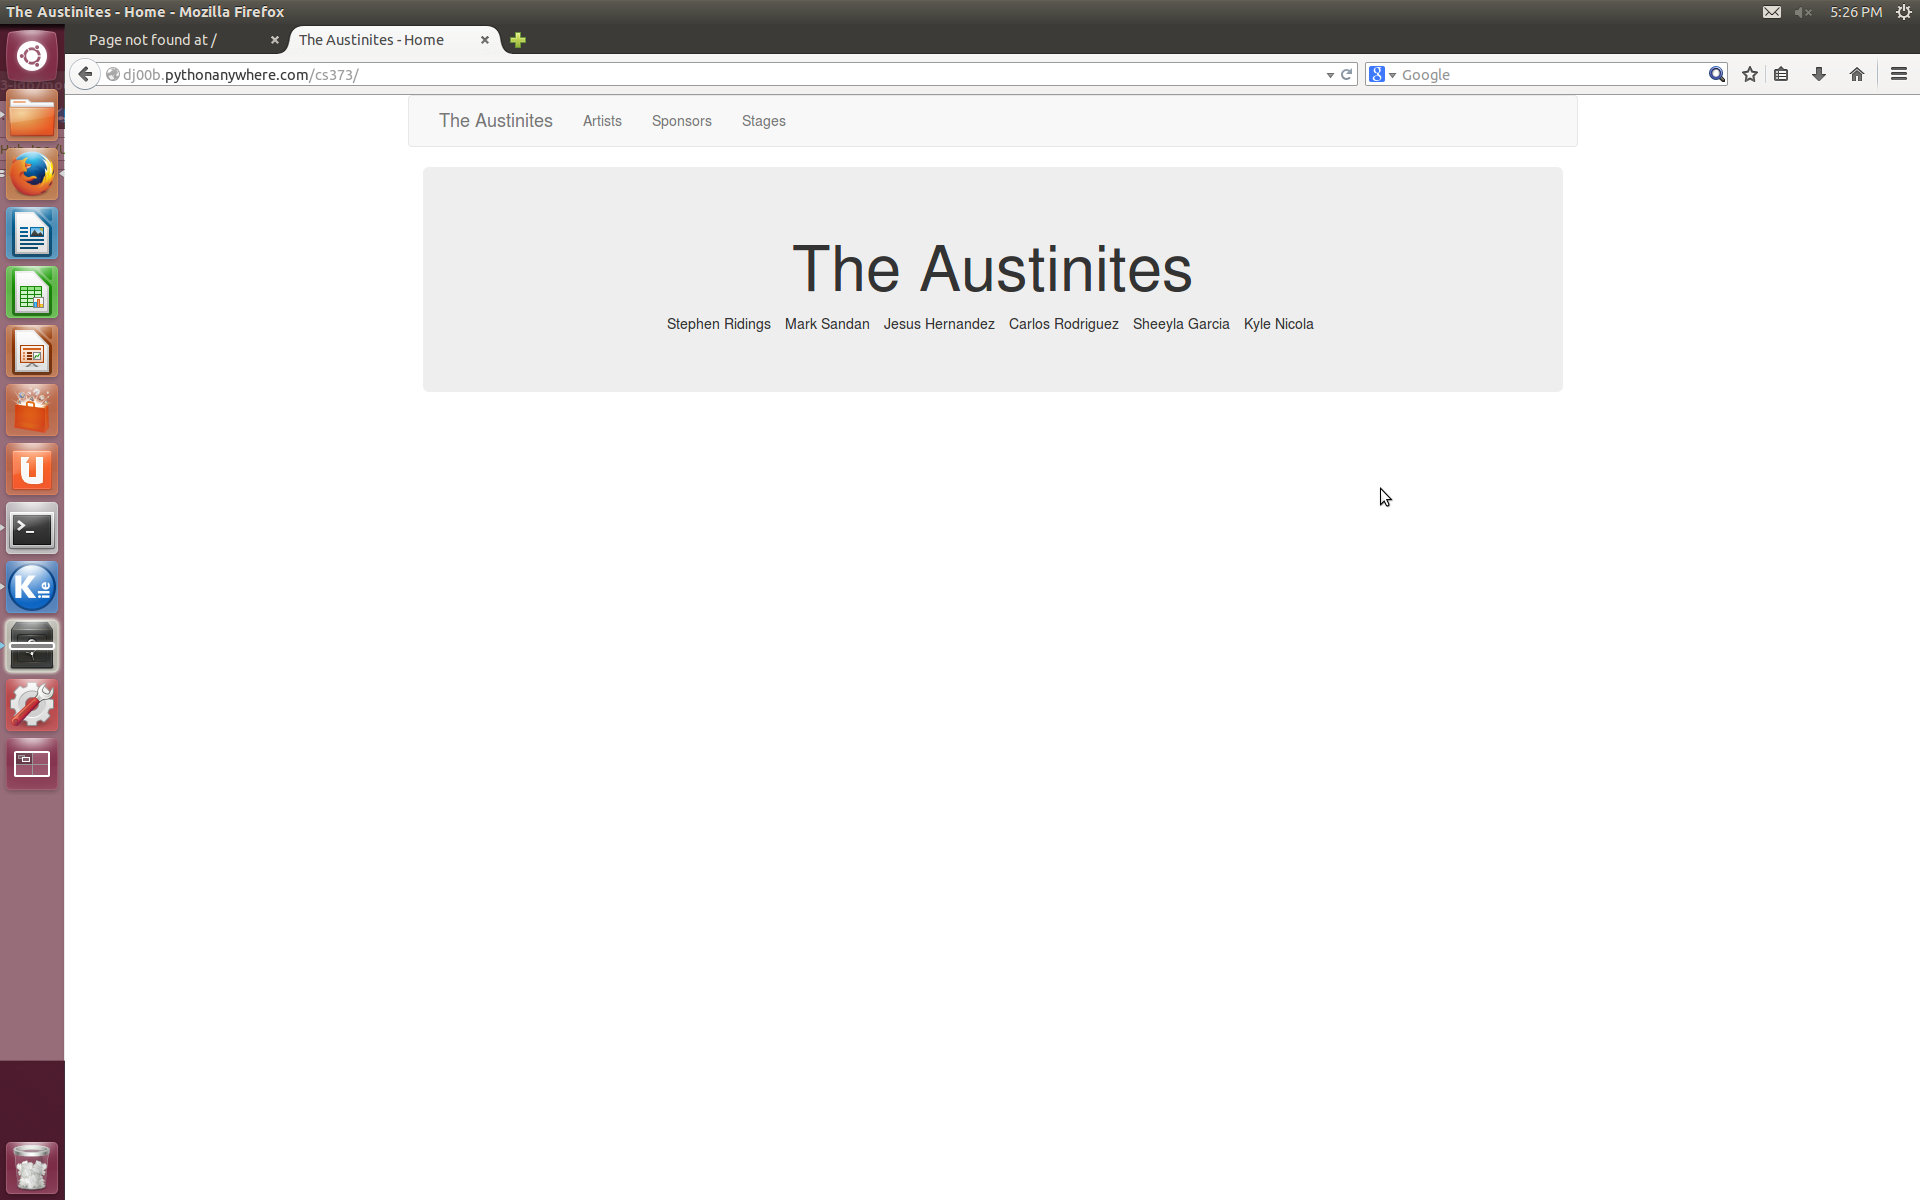 The Austinites - Home - Mozilla Firefox
5:26 PM
Page not found at /
The Austinites - Home
dj00b.pythonanywhere.com/cs373/
Google
The Austinites Artists Sponsors Stages
The Austinites
Stephen Ridings Mark Sandan Jesus Hernandez Carlos Rodriguez Sheeyla Garcia Kyle Nicola